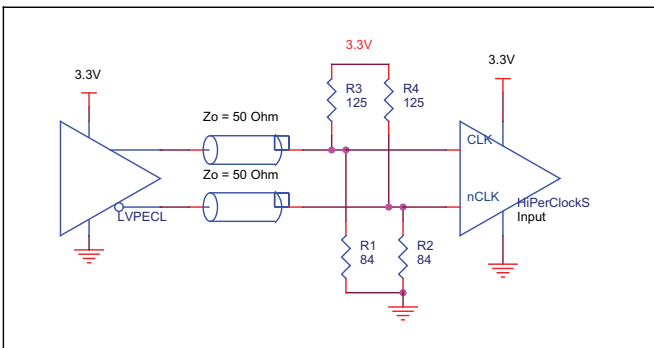 3.3V
3.3V
3.3V
R3
125
R4
125
Zo = 50 Ohm
CLK
Zo = 50 Ohm
nCLK
LVPECL
HiPerClockS
Input
R1
84
R2
84